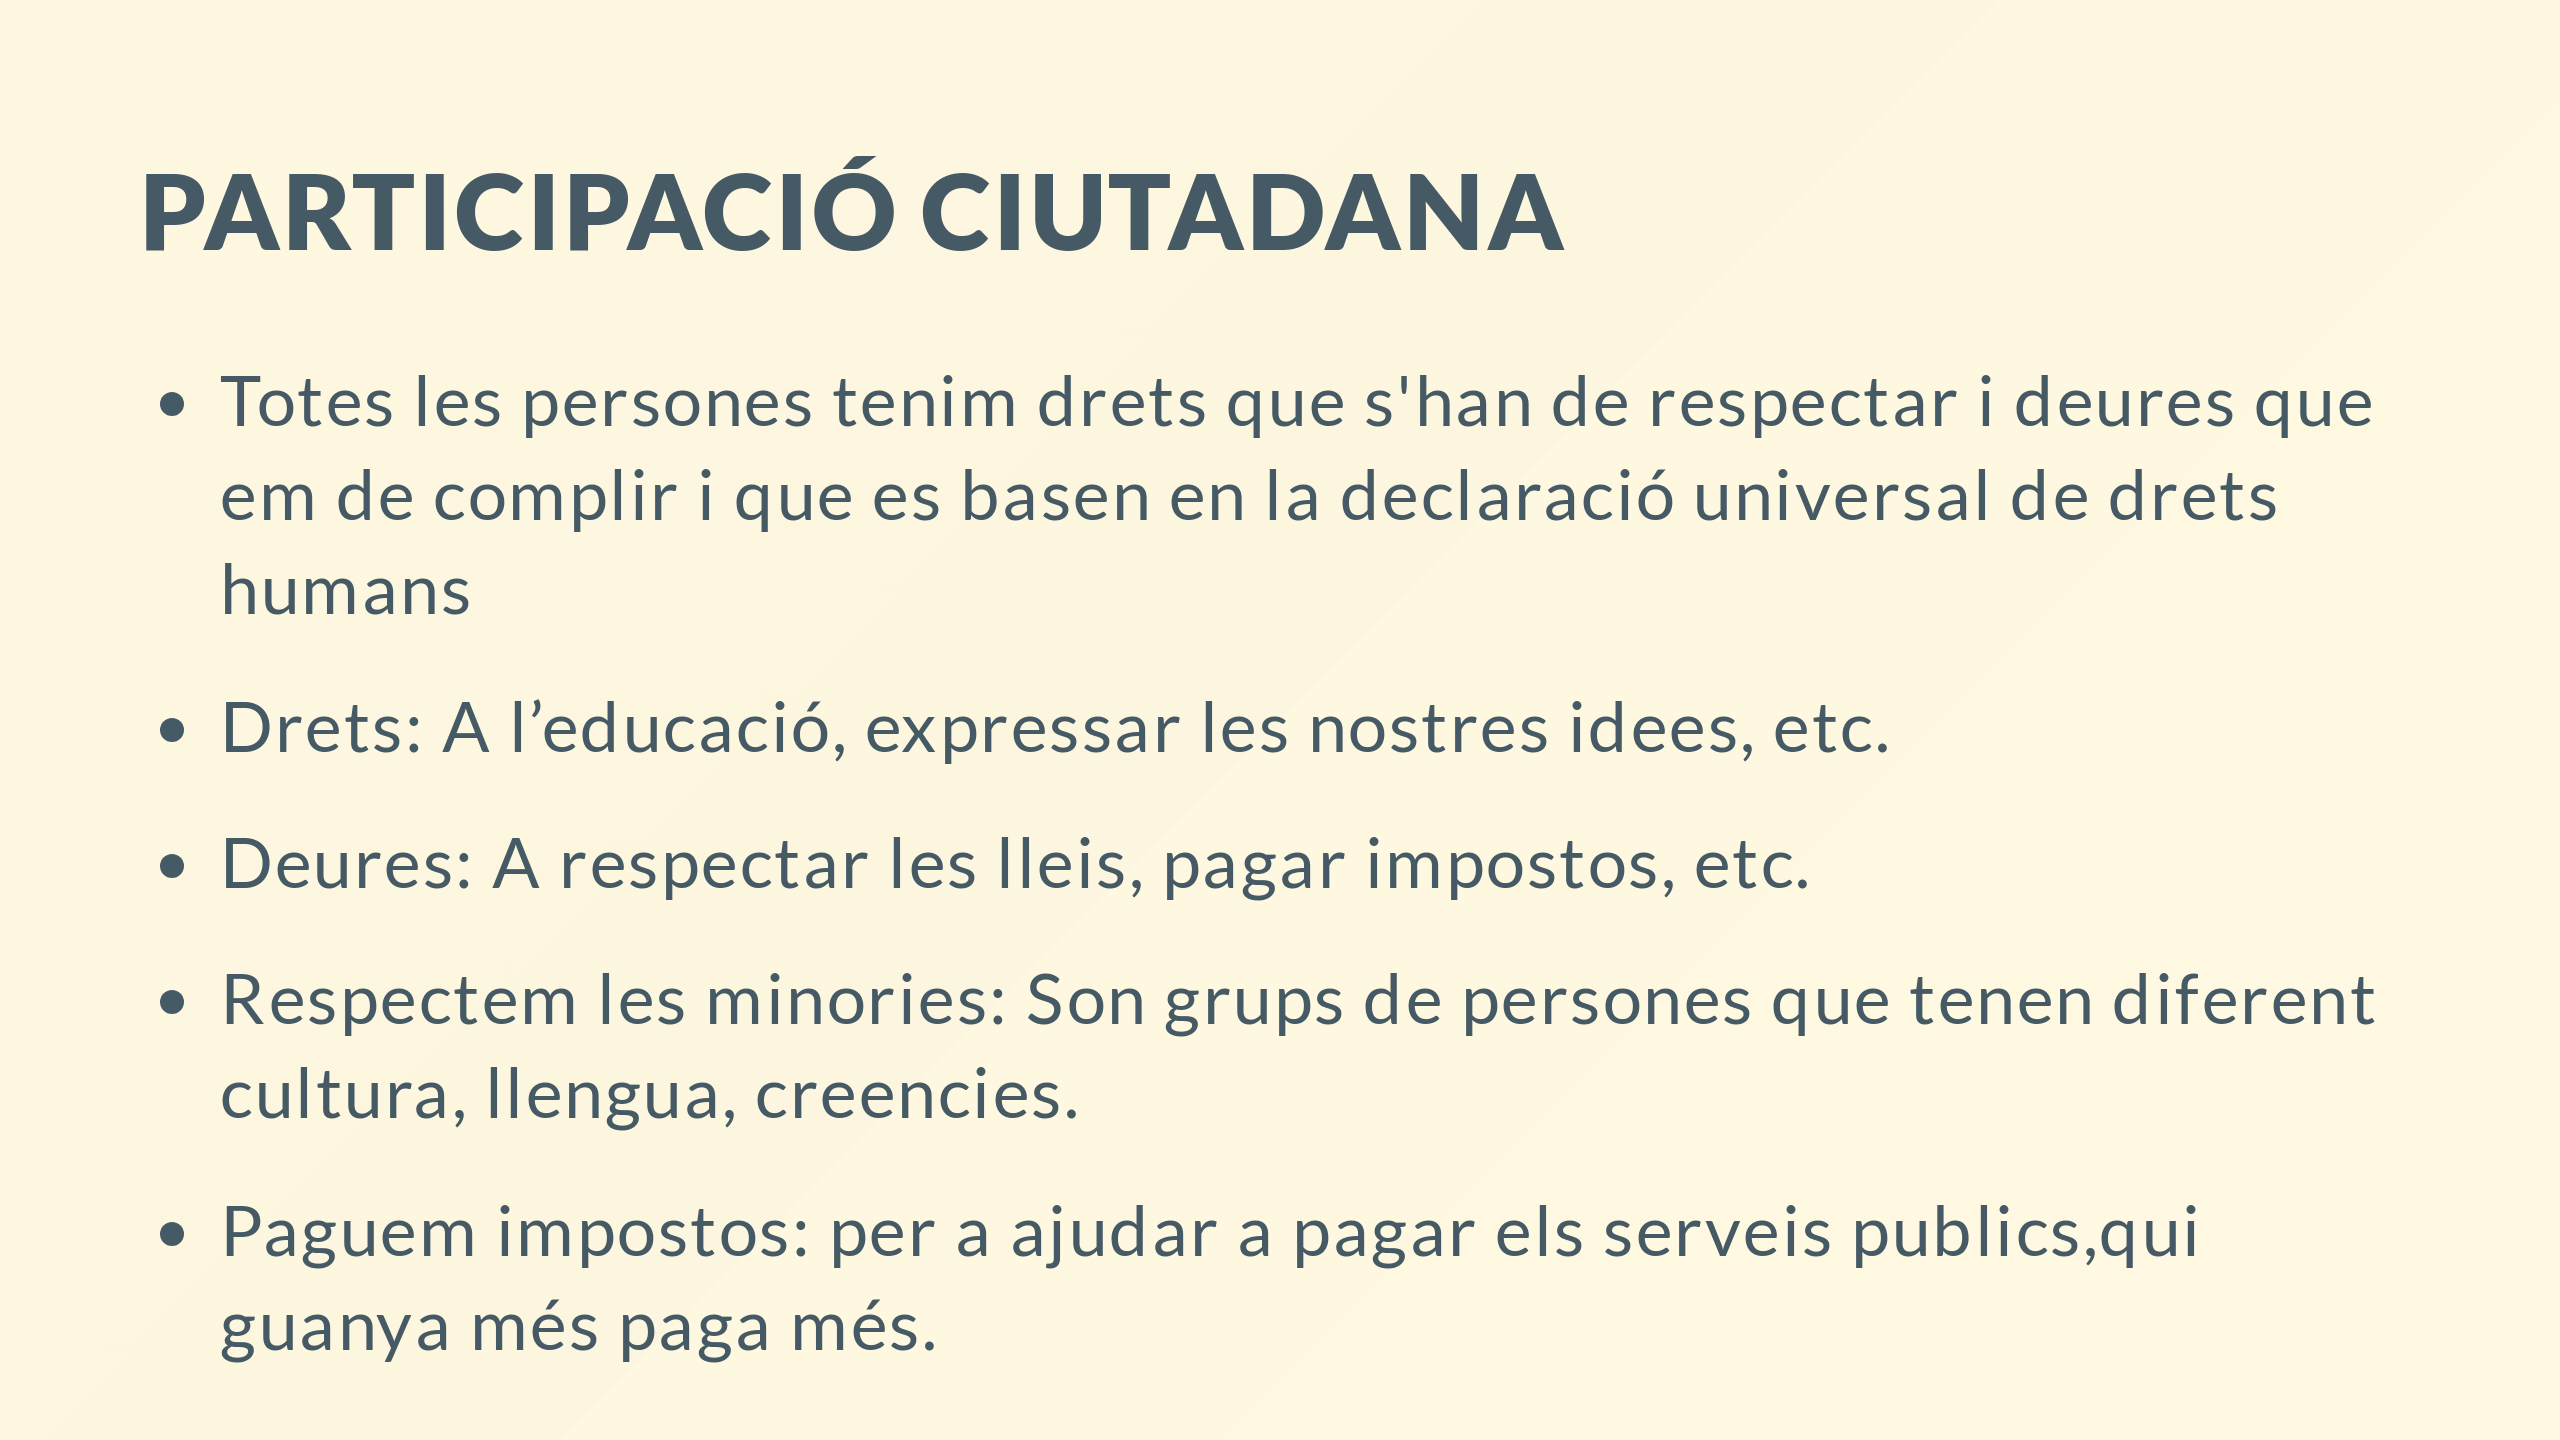 PARTICIPACIÓ CIUTADANA
• Totes les persones tenim drets que s'han de respectar i deures que
em de complir i que es basen en la declaració universal de drets
humans
• Drets: A l’educació, expressar les nostres idees, etc.
• Deures: A respectar les lleis, pagar impostos, etc.
• Respectem les minories: Son grups de persones que tenen diferent
cultura, llengua, creencies.
• Paguem impostos: per a ajudar a pagar els serveis publics,qui
guanya més paga més.